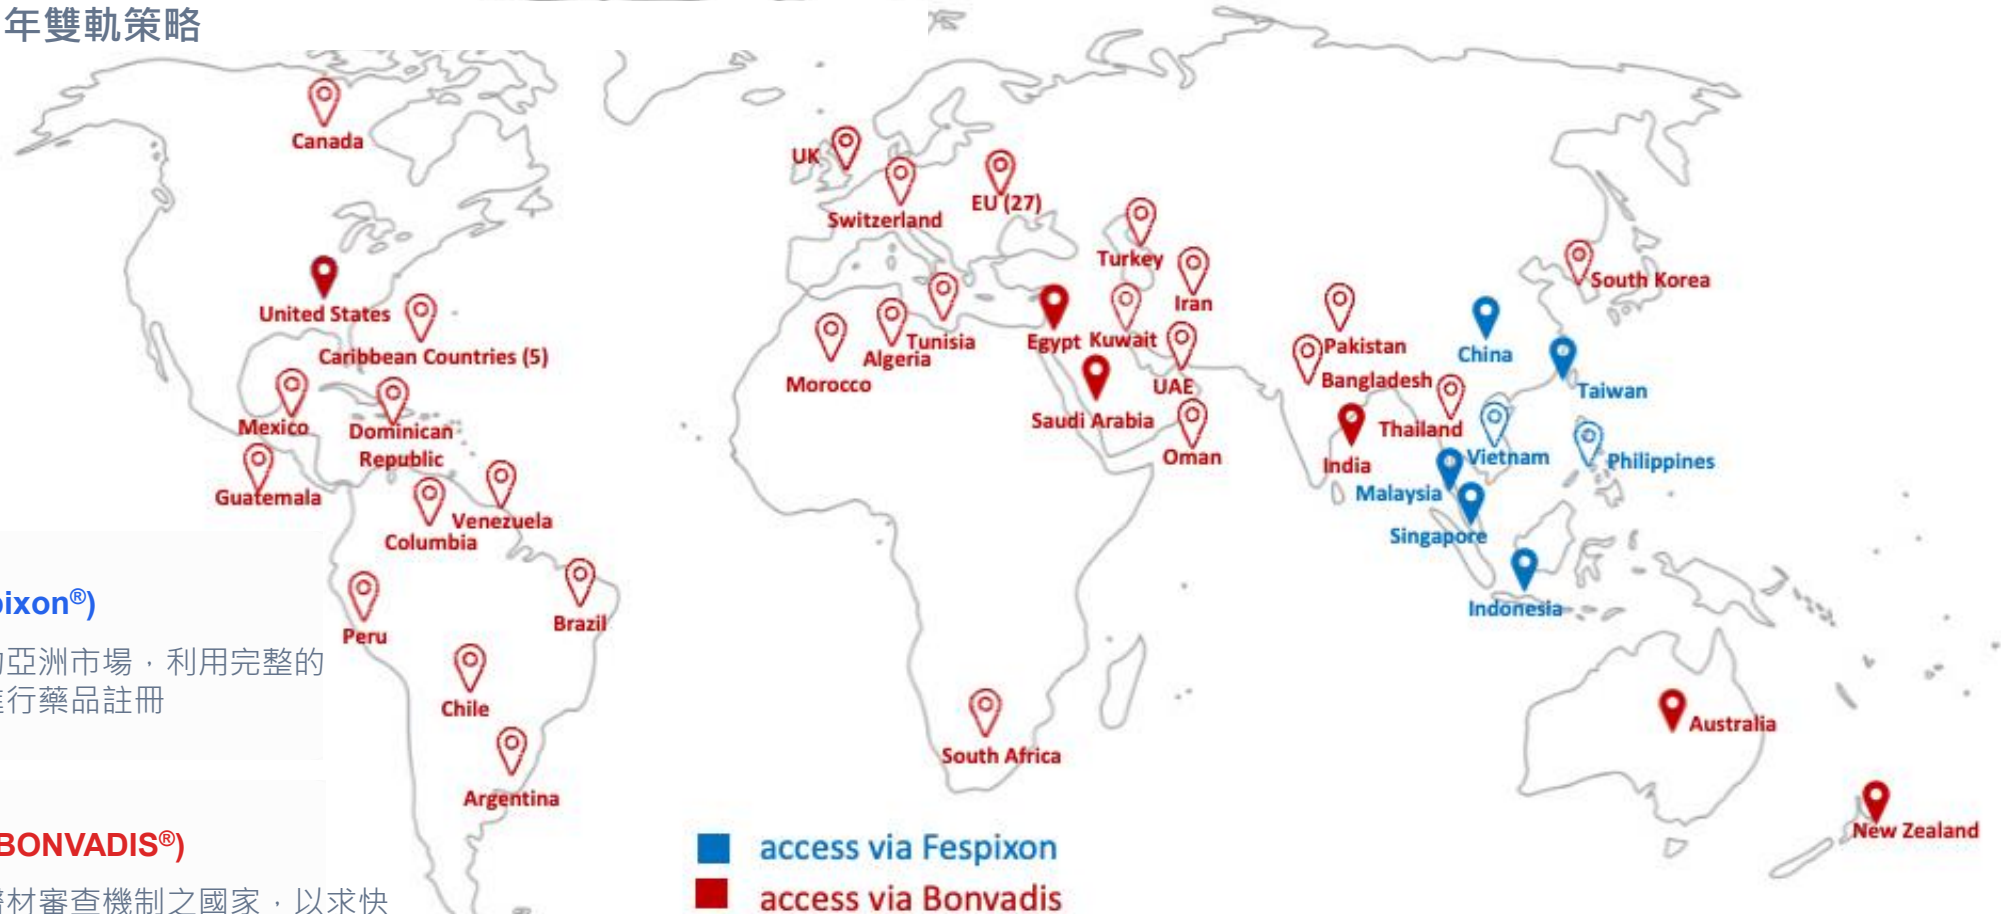 年雙軌策略
Canada
UK
EU (27)
Switzerland
Turkey
South Korea
Iran
United States
Caribbean Countries (5)
Tunisia
Algeria
Egypt
Kuwait
Pakistan
China
Morocco
UAE
Bangladesh
Taiwan
Saudi Arabia
Mexico
Dominican
Republic
Oman
Thailand
India
Vietnam
Philippines
Guatemala
Malaysia
Venezuela
Columbia
Singapore
Indonesia
Brazil
Peru
Chile
Argentina
South Africa
Australia
New Zealand
ixon®)
亞洲市場，利用完整的
行藥品註冊
BONVADIS®)
材審查機制之國家，以求快
access via Fespixon
access via Bonvadis